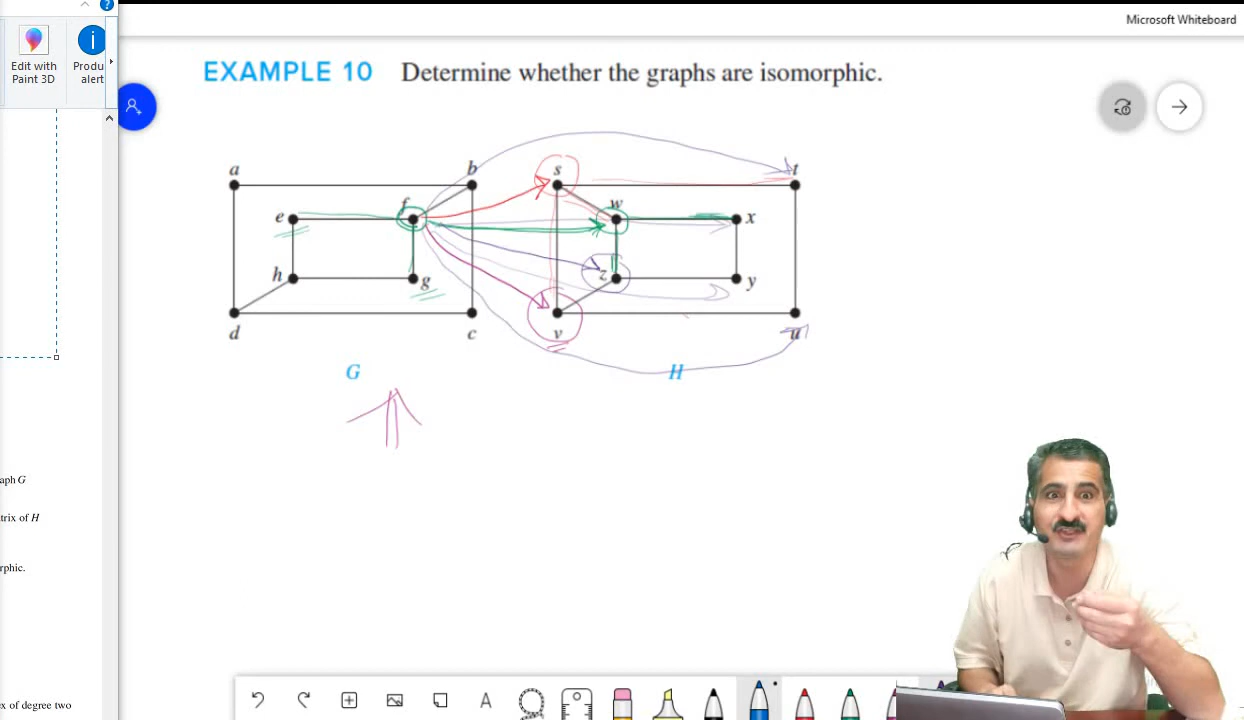 Microsoft Whiteboard
Edit with
Paint 3D
Produ
alert
EXAMPLE 10 Determine whether the graphs are isomorphic.
a
b
s
t
e
f
w
x
h
g
z
y
d
c
v
u
G
H
aph G
trix of H
rphic.
x of degree two
A